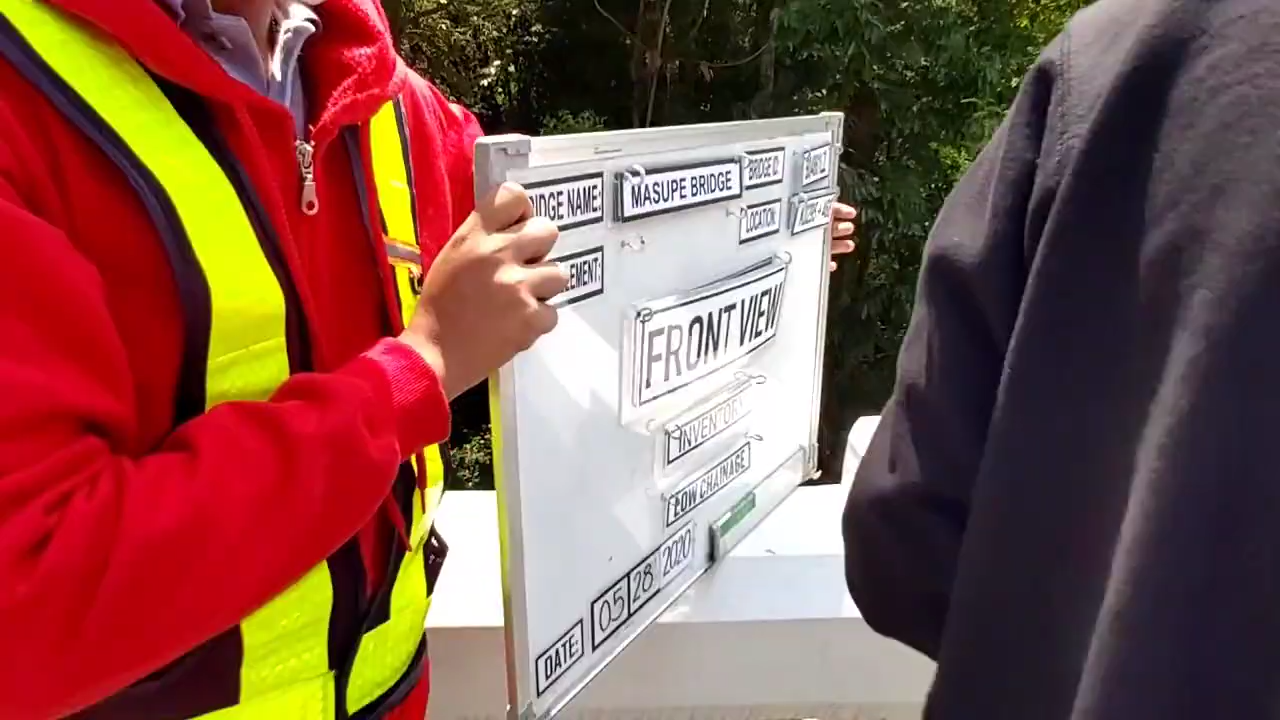 BRIDGE NAME: MASUPE BRIDGE BRIDGE ID:
LOCATION:
ELEMENT:
FRONT VIEW
INVENTORY
LOW CHAINAGE
DATE: 05 28 2020